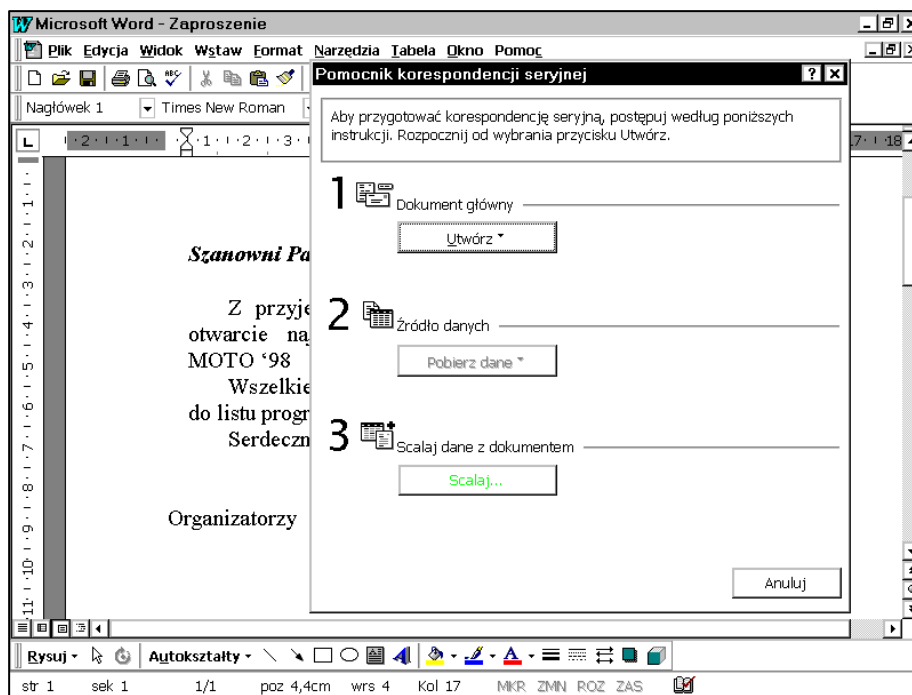 Microsoft Word - Zaproszenie
Plik Edycja Widok Wstaw Format Narzędzia Tabela Okno Pomoc
Nagłówek 1 Times New Roman
Pomocnik korespondencji seryjnej
Aby przygotować korespondencję seryjną, postępuj według poniższych
instrukcji. Rozpocznij od wybrania przycisku Utwórz.
1 Dokument główny
Utwórz
2 Źródło danych
Pobierz dane
3 Scalaj dane z dokumentem
Scalaj...
Anuluj
Szanowni Pa
Z przyje
otwarcie na
MOTO ‘98
Wszelkie
do listu progr
Serdeczn
Organizatorzy
Rysuj Autokształty
str 1 sek 1 1/1 poz 4,4cm wrs 4 Kol 17 MKR ZMN ROZ ZAS